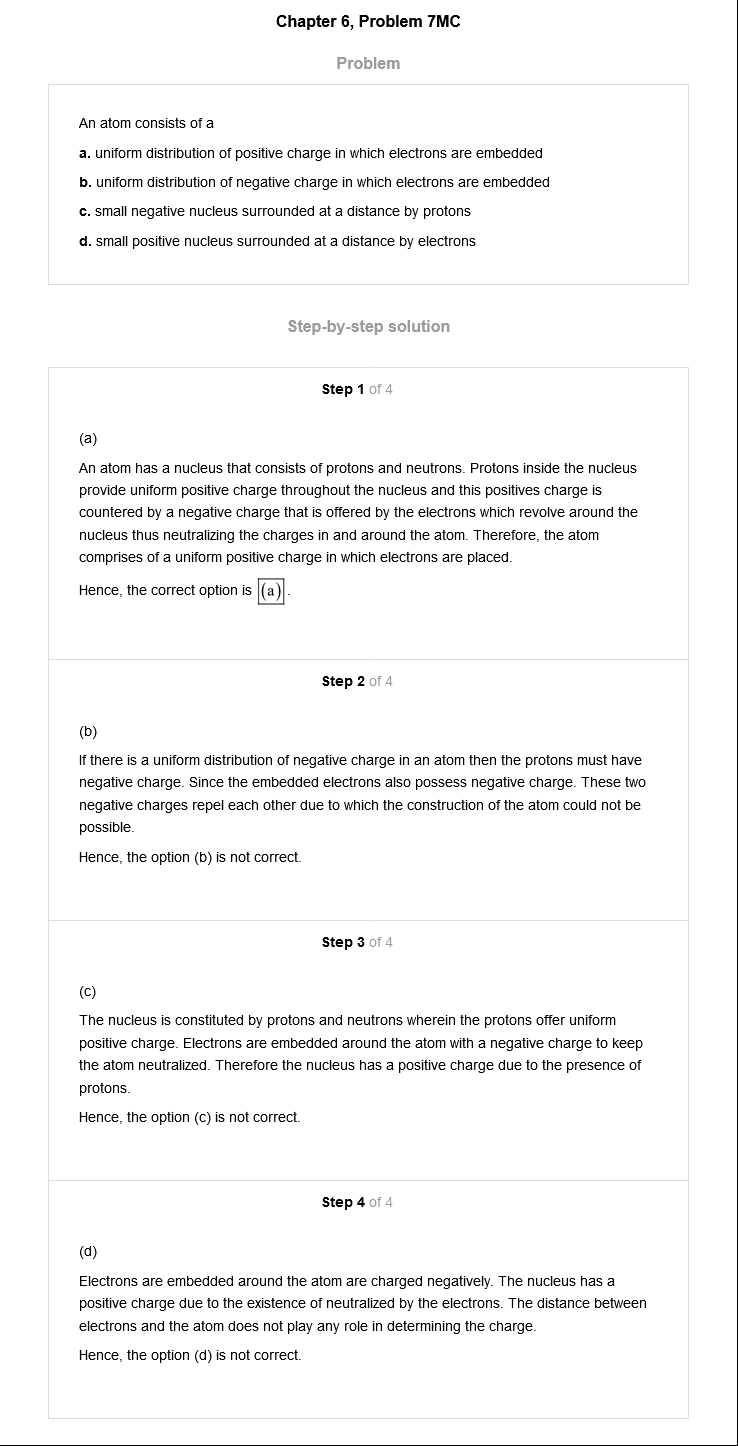 Chapter 6, Problem 7MC
Problem
An atom consists of a
a. uniform distribution of positive charge in which electrons are embedded
b. uniform distribution of negative charge in which electrons are embedded
c. small negative nucleus surrounded at a distance by protons
d. small positive nucleus surrounded at a distance by electrons
Step-by-step solution
Step 1 of 4
(a)
An atom has a nucleus that consists of protons and neutrons. Protons inside the nucleus
provide uniform positive charge throughout the nucleus and this positives charge is
countered by a negative charge that is offered by the electrons which revolve around the
nucleus thus neutralizing the charges in and around the atom. Therefore, the atom
comprises of a uniform positive charge in which electrons are placed.
Hence, the correct option is (a).
Step 2 of 4
(b)
If there is a uniform distribution of negative charge in an atom then the protons must have
negative charge. Since the embedded electrons also possess negative charge. These two
negative charges repel each other due to which the construction of the atom could not be
possible.
Hence, the option (b) is not correct.
Step 3 of 4
(c)
The nucleus is constituted by protons and neutrons wherein the protons offer uniform
positive charge. Electrons are embedded around the atom with a negative charge to keep
the atom neutralized. Therefore the nucleus has a positive charge due to the presence of
protons.
Hence, the option (c) is not correct.
Step 4 of 4
(d)
Electrons are embedded around the atom are charged negatively. The nucleus has a
positive charge due to the existence of neutralized by the electrons. The distance between
electrons and the atom does not play any role in determining the charge.
Hence, the option (d) is not correct.